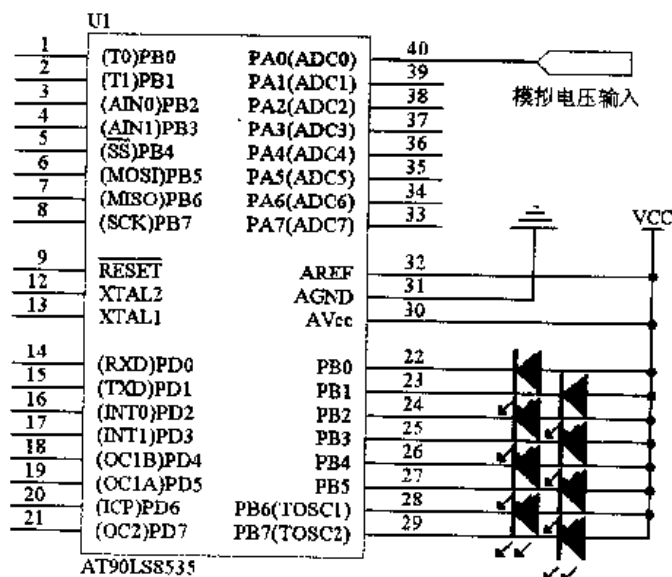 U1
1 (T0)PB0 PA0(ADC0) 40
2 (T1)PB1 PA1(ADC1) 39
3 (AIN0)PB2 PA2(ADC2) 38
4 (AIN1)PB3 PA3(ADC3) 37
5 (SS)PB4 PA4(ADC4) 36
6 (MOSI)PB5 PA5(ADC5) 35
7 (MISO)PB6 PA6(ADC6) 34
8 (SCK)PB7 PA7(ADC7) 33
模拟电压输入
VCC
9 RESET AREF 32
12 XTAL2 AGND 31
13 XTAL1 AVcc 30
14 (RXD)PD0 PB0 22
15 (TXD)PD1 PB1 23
16 (INT0)PD2 PB2 24
17 (INT1)PD3 PB3 25
18 (OC1B)PD4 PB4 26
19 (OC1A)PD5 PB5 27
20 (ICP)PD6 PB6(TOSC1) 28
21 (OC2)PD7 PB7(TOSC2) 29
AT90LS8535